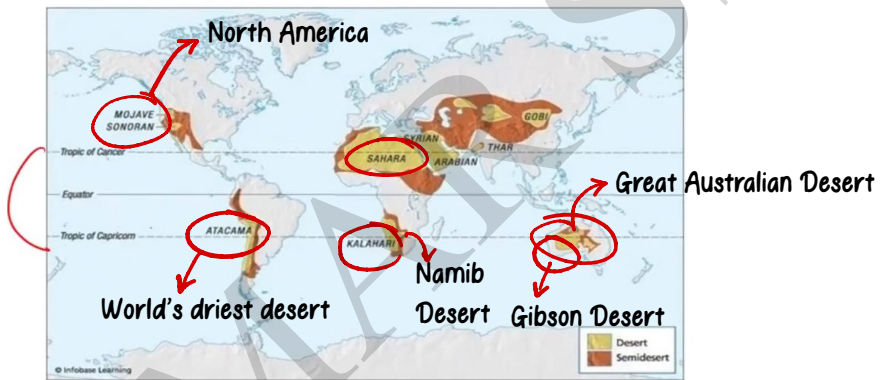 North America
MOJAVE
SONORAN
GOBI
SYRIAN
THAR
Tropic of Cancer
SAHARA
ARABIAN
Great Australian Desert
Equator
ATACAMA
Tropic of Capricorn
KALAHARI
Namib
Desert
World's driest desert
Gibson Desert
Desert
Semidesert
© Infobase Learning